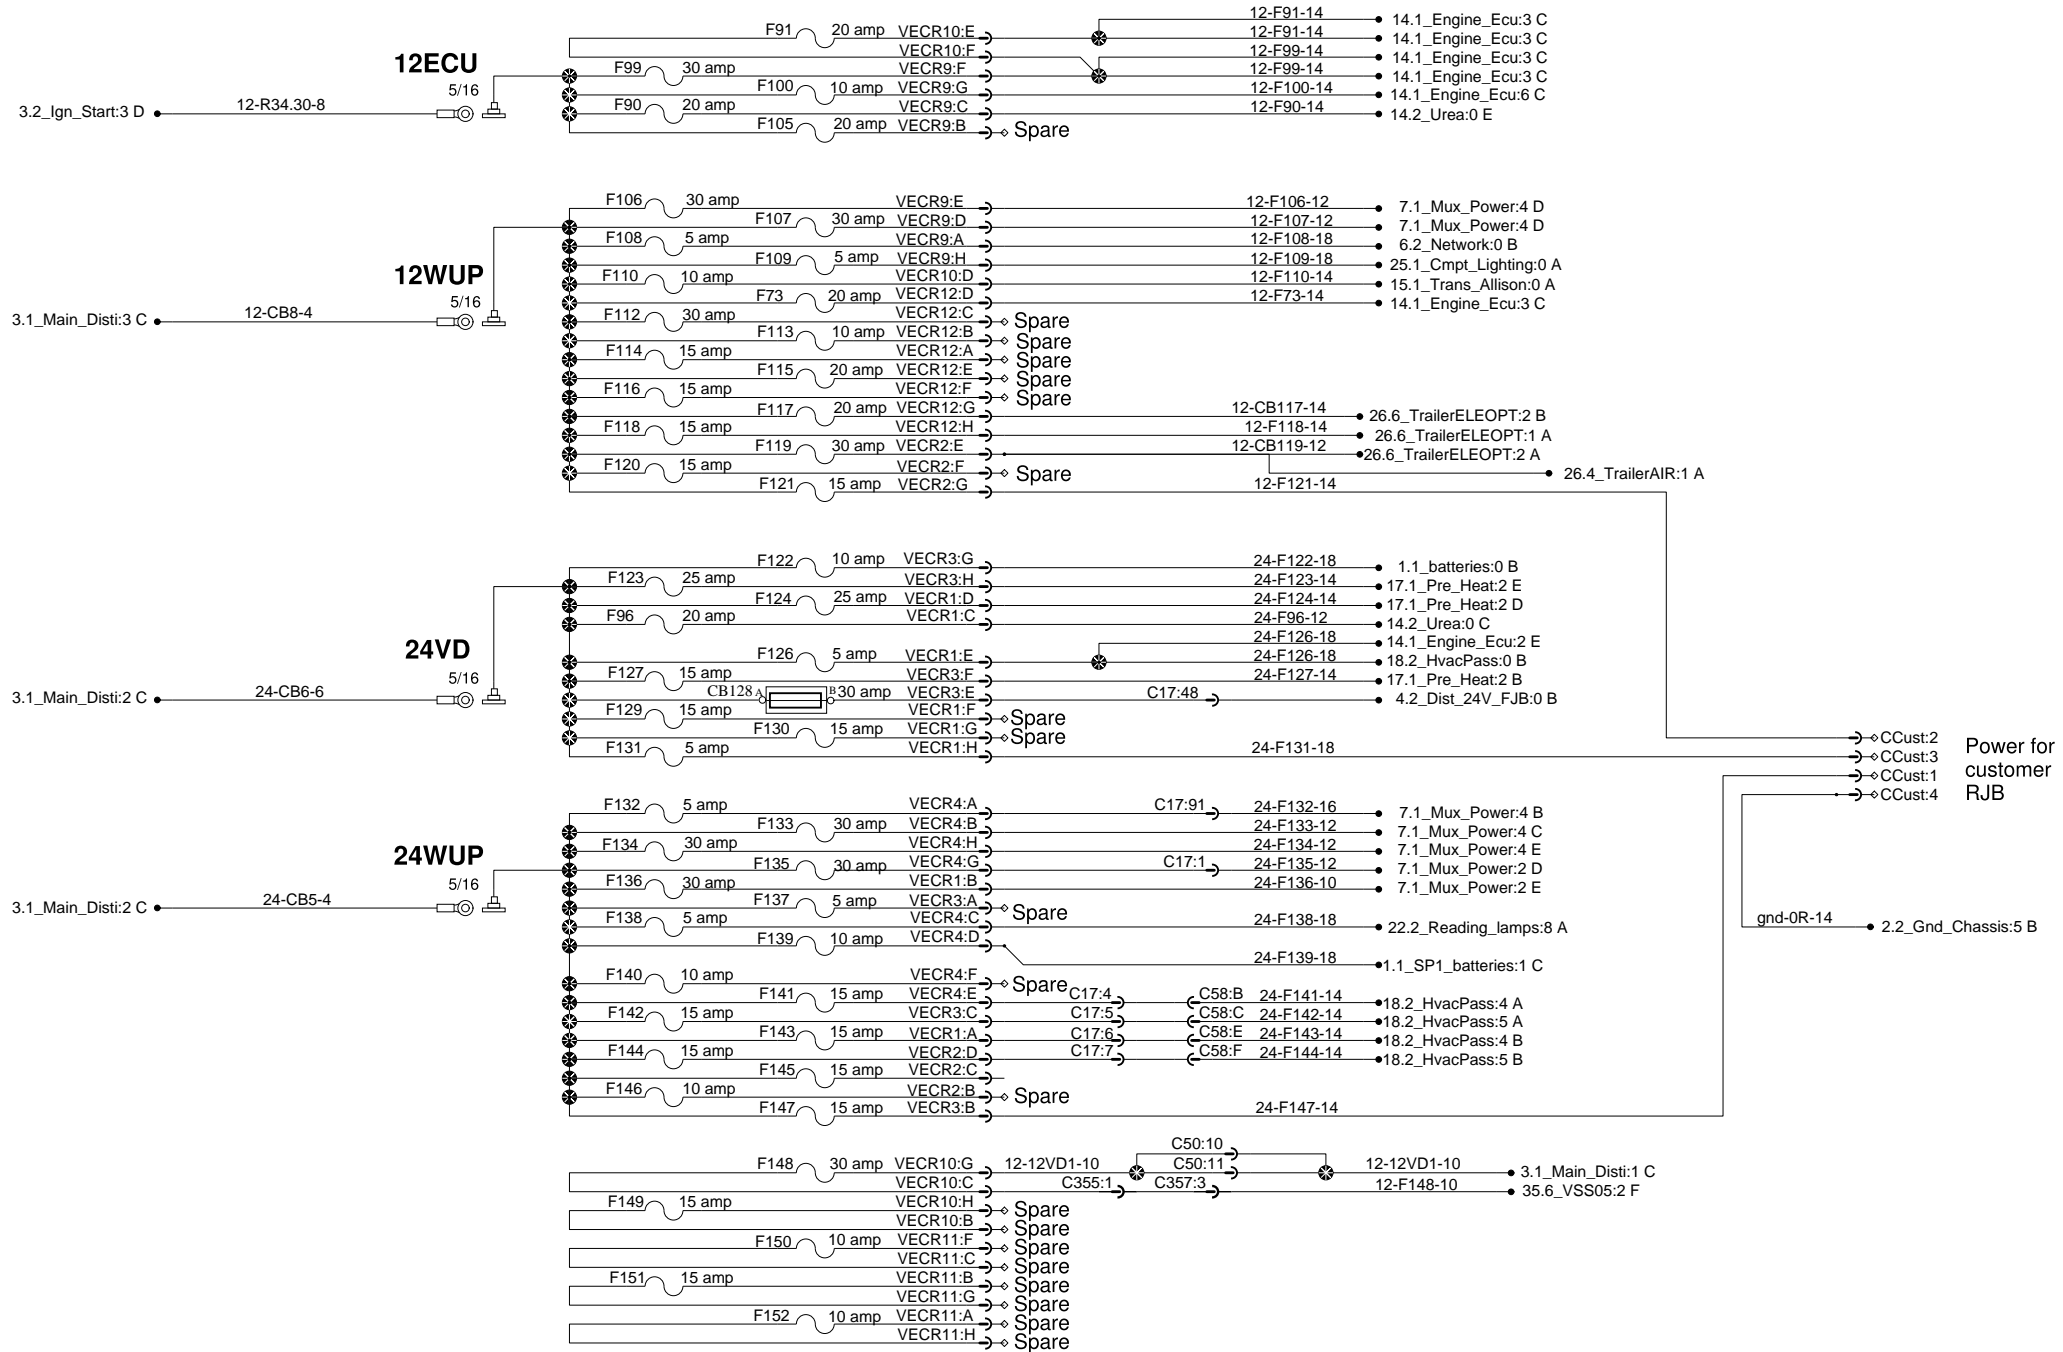 F91 20 amp VECR10:E 12-F91-14 14.1_Engine_Ecu:3 C
12-F91-14 14.1_Engine_Ecu:3 C
VECR10:F 12-F99-14 14.1_Engine_Ecu:3 C
12ECU
5/16
F99 30 amp VECR9:F 12-F99-14 14.1_Engine_Ecu:3 C
F100 10 amp VECR9:G 12-F100-14 14.1_Engine_Ecu:6 C
3.2_Ign_Start:3 D 12-R34.30-8 F90 20 amp VECR9:C 12-F90-14 14.2_Urea:0 E
F105 20 amp VECR9:B Spare
F106 30 amp VECR9:E 12-F106-12 7.1_Mux_Power:4 D
F107 30 amp VECR9:D 12-F107-12 7.1_Mux_Power:4 D
F108 5 amp VECR9:A 12-F108-18 6.2_Network:0 B
F109 5 amp VECR9:H 12-F109-18 25.1_Cmpt_Lighting:0 A
12WUP
5/16
F110 10 amp VECR10:D 12-F110-14 15.1_Trans_Allison:0 A
F73 20 amp VECR12:D 12-F73-14 14.1_Engine_Ecu:3 C
3.1_Main_Disti:3 C 12-CB8-4 F112 30 amp VECR12:C Spare
F113 10 amp VECR12:B Spare
F114 15 amp VECR12:A Spare
F115 20 amp VECR12:E Spare
F116 15 amp VECR12:F Spare
F117 20 amp VECR12:G 12-CB117-14 26.6_TrailerELEOPT:2 B
F118 15 amp VECR12:H 12-F118-14 26.6_TrailerELEOPT:1 A
F119 30 amp VECR2:E 12-CB119-12 26.6_TrailerELEOPT:2 A
F120 15 amp VECR2:F Spare 26.4_TrailerAIR:1 A
F121 15 amp VECR2:G 12-F121-14
F122 10 amp VECR3:G 24-F122-18 1.1_batteries:0 B
F123 25 amp VECR3:H 24-F123-14 17.1_Pre_Heat:2 E
F124 25 amp VECR1:D 24-F124-14 17.1_Pre_Heat:2 D
F96 20 amp VECR1:C 24-F96-12 14.2_Urea:0 C
24VD
5/16
24-F126-18 14.1_Engine_Ecu:2 E
F126 5 amp VECR1:E 24-F126-18 18.2_HvacPass:0 B
F127 15 amp VECR3:F 24-F127-14 17.1_Pre_Heat:2 B
3.1_Main_Disti:2 C 24-CB6-6 CB128 A B 30 amp VECR3:E C17:48 4.2_Dist_24V_FJB:0 B
F129 15 amp VECR1:F Spare
F130 15 amp VECR1:G Spare CCust:2
F131 5 amp VECR1:H 24-F131-18 CCust:3
CCust:1
CCust:4
Power for
customer
RJB
F132 5 amp VECR4:A C17:91 24-F132-16 7.1_Mux_Power:4 B
F133 30 amp VECR4:B 24-F133-12 7.1_Mux_Power:4 C
24WUP
5/16
F134 30 amp VECR4:H 24-F134-12 7.1_Mux_Power:4 E
F135 30 amp VECR4:G C17:1 24-F135-12 7.1_Mux_Power:2 D
F136 30 amp VECR1:B 24-F136-10 7.1_Mux_Power:2 E
3.1_Main_Disti:2 C 24-CB5-4 F137 5 amp VECR3:A Spare
F138 5 amp VECR4:C 24-F138-18 22.2_Reading_lamps:8 A gnd-0R-14 2.2_Gnd_Chassis:5 B
F139 10 amp VECR4:D 24-F139-18 1.1_SP1_batteries:1 C
F140 10 amp VECR4:F Spare
F141 15 amp VECR4:E C17:4 C58:B 24-F141-14 18.2_HvacPass:4 A
F142 15 amp VECR3:C C17:5 C58:C 24-F142-14 18.2_HvacPass:5 A
F143 15 amp VECR1:A C17:6 C58:E 24-F143-14 18.2_HvacPass:4 B
F144 15 amp VECR2:D C17:7 C58:F 24-F144-14 18.2_HvacPass:5 B
F145 15 amp VECR2:C
F146 10 amp VECR2:B Spare
F147 15 amp VECR3:B 24-F147-14
C50:10
F148 30 amp VECR10:G 12-12VD1-10 C50:11 12-12VD1-10 3.1_Main_Disti:1 C
VECR10:C C355:1 C357:3 12-F148-10 35.6_VSS05:2 F
F149 15 amp VECR10:H Spare
VECR10:B Spare
F150 10 amp VECR11:F Spare
VECR11:C Spare
F151 15 amp VECR11:B Spare
VECR11:G Spare
F152 10 amp VECR11:A Spare
VECR11:H Spare